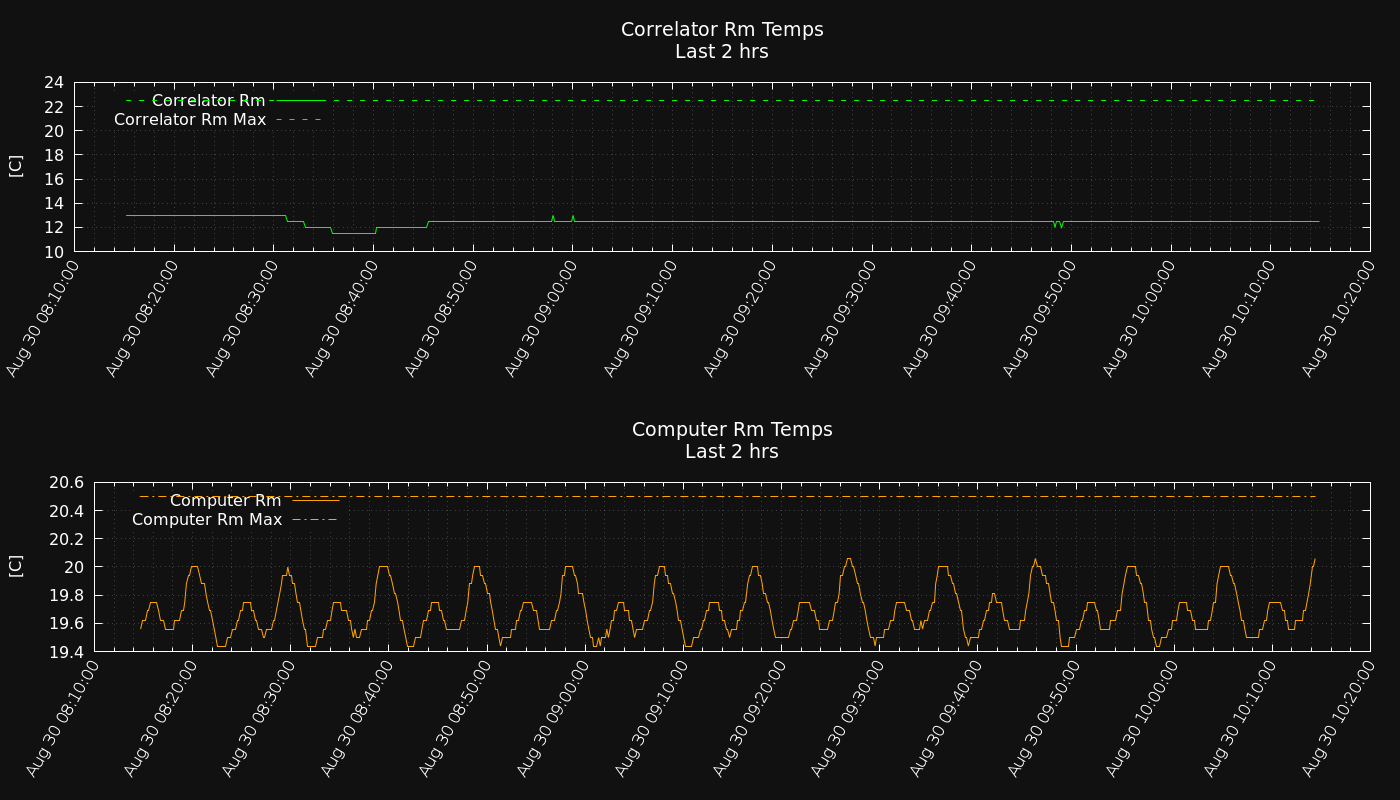 Correlator Rm Temps
Last 2 hrs
24
22
20
18
16
14
12
10
[C]
Correlator Rm
Correlator Rm Max
Aug 30 08:10:00
Aug 30 08:20:00
Aug 30 08:30:00
Aug 30 08:40:00
Aug 30 08:50:00
Aug 30 09:00:00
Aug 30 09:10:00
Aug 30 09:20:00
Aug 30 09:30:00
Aug 30 09:40:00
Aug 30 09:50:00
Aug 30 10:00:00
Aug 30 10:10:00
Aug 30 10:20:00
Computer Rm Temps
Last 2 hrs
20.6
20.4
20.2
20
19.8
19.6
19.4
[C]
Computer Rm
Computer Rm Max
Aug 30 08:10:00
Aug 30 08:20:00
Aug 30 08:30:00
Aug 30 08:40:00
Aug 30 08:50:00
Aug 30 09:00:00
Aug 30 09:10:00
Aug 30 09:20:00
Aug 30 09:30:00
Aug 30 09:40:00
Aug 30 09:50:00
Aug 30 10:00:00
Aug 30 10:10:00
Aug 30 10:20:00